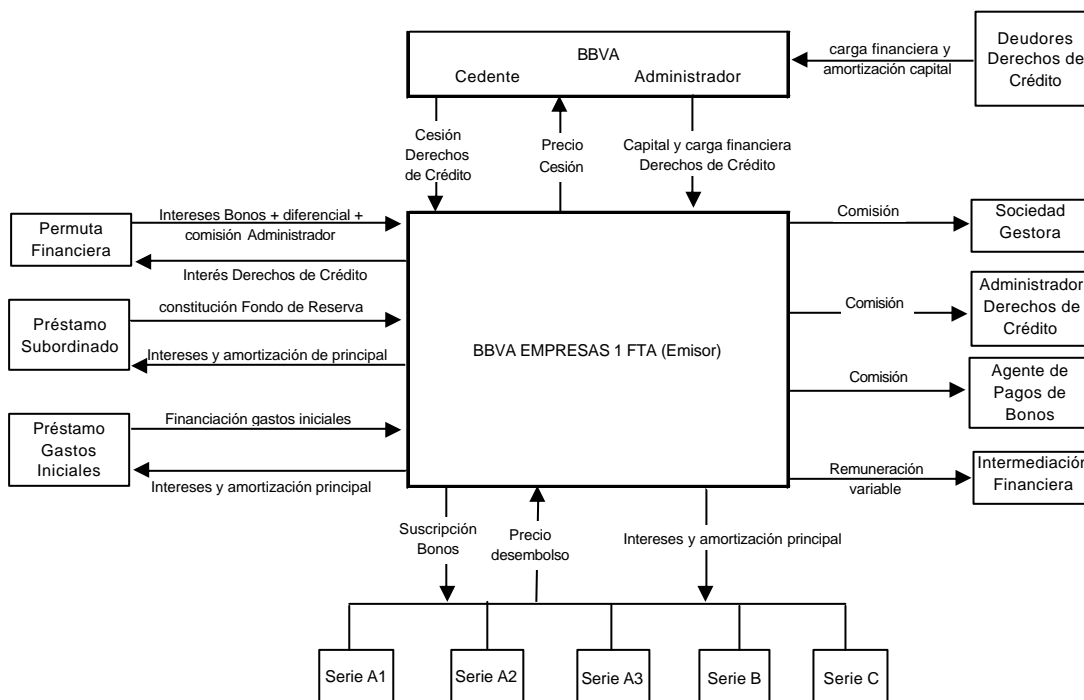 BBVA
Cedente Administrador
carga financiera y
amortización capital
Deudores
Derechos de
Crédito
Cesión
Derechos
de Crédito
Precio
Cesión
Capital y carga financiera
Derechos de Crédito
Permuta
Financiera
Intereses Bonos + diferencial +
comisión Administrador
Interés Derechos de Crédito
Préstamo
Subordinado
constitución Fondo de Reserva
Intereses y amortización de principal
Préstamo
Gastos
Iniciales
Financiación gastos iniciales
Intereses y amortización principal
BBVA EMPRESAS 1 FTA (Emisor)
Comisión
Sociedad
Gestora
Comisión
Administrador
Derechos de
Crédito
Comisión
Agente de
Pagos de
Bonos
Remuneración
variable
Intermediación
Financiera
Suscripción
Bonos
Precio
desembolso
Intereses y amortización principal
Serie A1
Serie A2
Serie A3
Serie B
Serie C